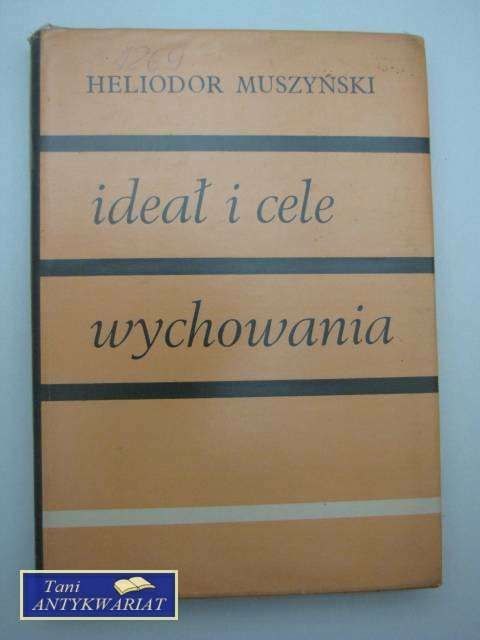 HELIODOR MUSZYŃSKI
ideał i cele
wychowania
Tani
ANTYKWARIAT